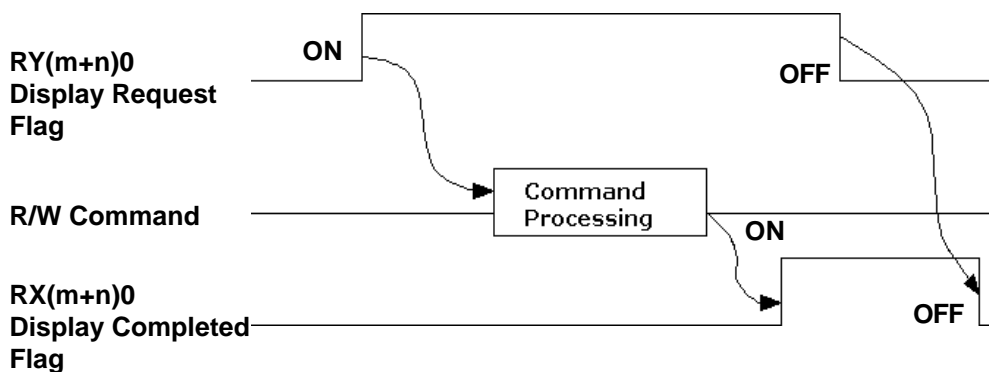 ON
RY(m+n)0
Display Request
Flag
OFF
Command
Processing
R/W Command
ON
RX(m+n)0
Display Completed
Flag
OFF